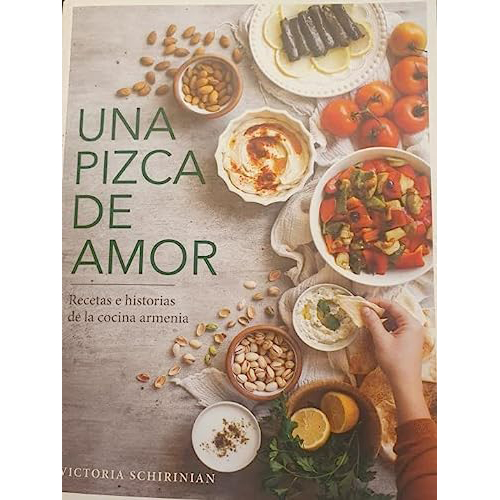 UNA
PIZCA
DE
AMOR
Recetas e historias
de la cocina armenia
VICTORIA SCHIRINIAN